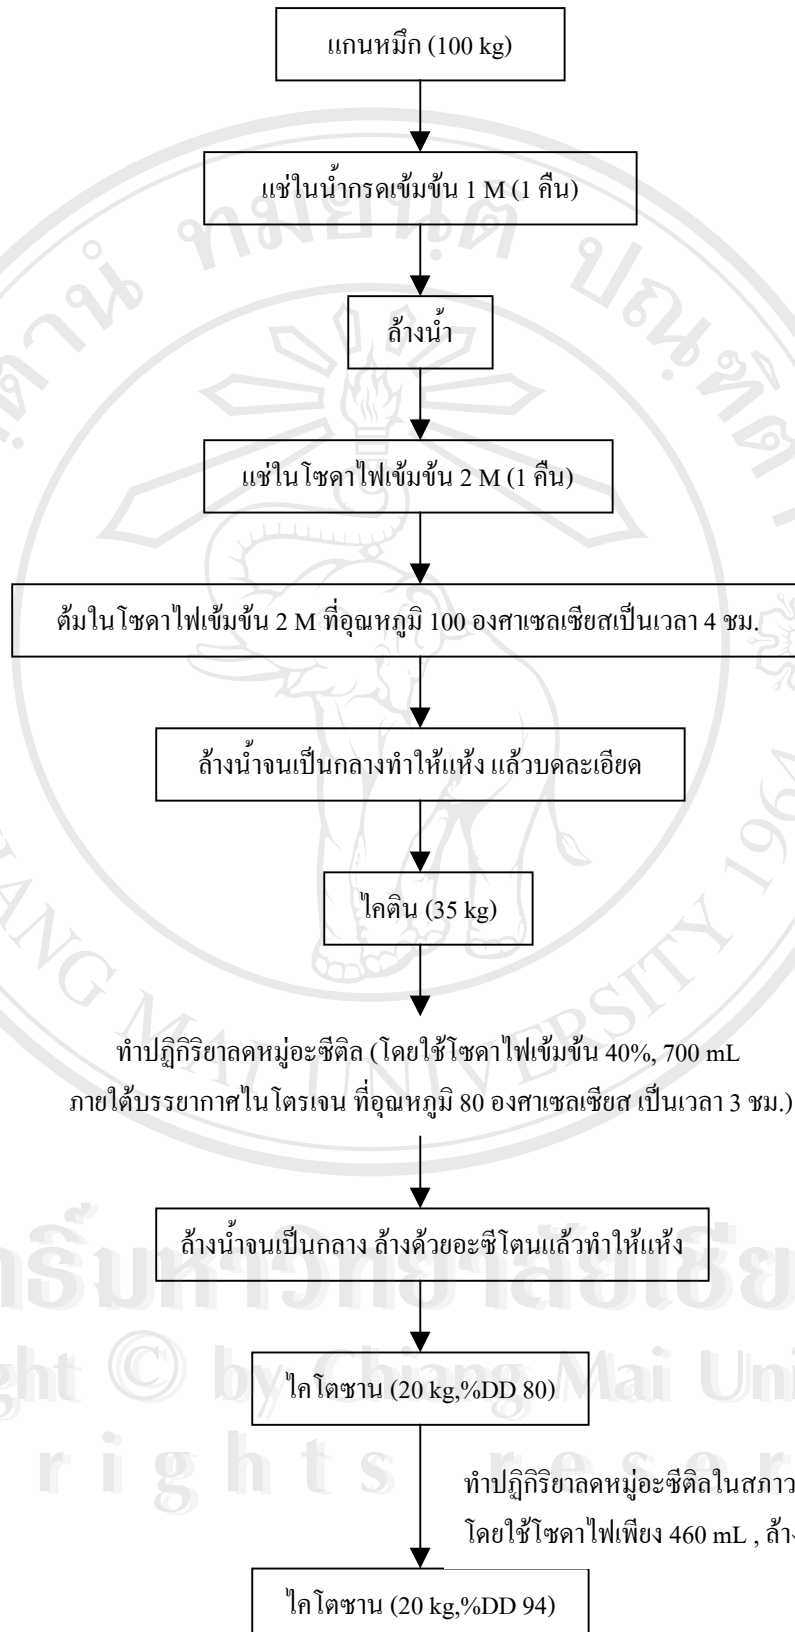 แกนหมึก (100 kg)
แช่ในน้ำกรดเข้มข้น 1 M (1 คืน)
ล้างน้ำ
แช่ในโซดาไฟเข้มข้น 2 M (1 คืน)
ต้มในโซดาไฟเข้มข้น 2 M ที่อุณหภูมิ 100 องศาเซลเซียสเป็นเวลา 4 ชม.
ล้างน้ำจนเป็นกลางทำให้แห้ง แล้วบดละเอียด
ไคติน (35 kg)
ทำปฏิกิริยาลดหมู่อะซีติล (โดยใช้โซดาไฟเข้มข้น 40%, 700 mL
ภายใต้บรรยากาศไนโตรเจน ที่อุณหภูมิ 80 องศาเซลเซียส เป็นเวลา 3 ชม.)
ล้างน้ำจนเป็นกลาง ล้างด้วยอะซีโตนแล้วทำให้แห้ง
ไคโตซาน (20 kg,%DD 80)
ทำปฏิกิริยาลดหมู่อะซีติลในสภาว
โดยใช้โซดาไฟเพียง 460 mL , ล้าง
ไคโตซาน (20 kg,%DD 94)